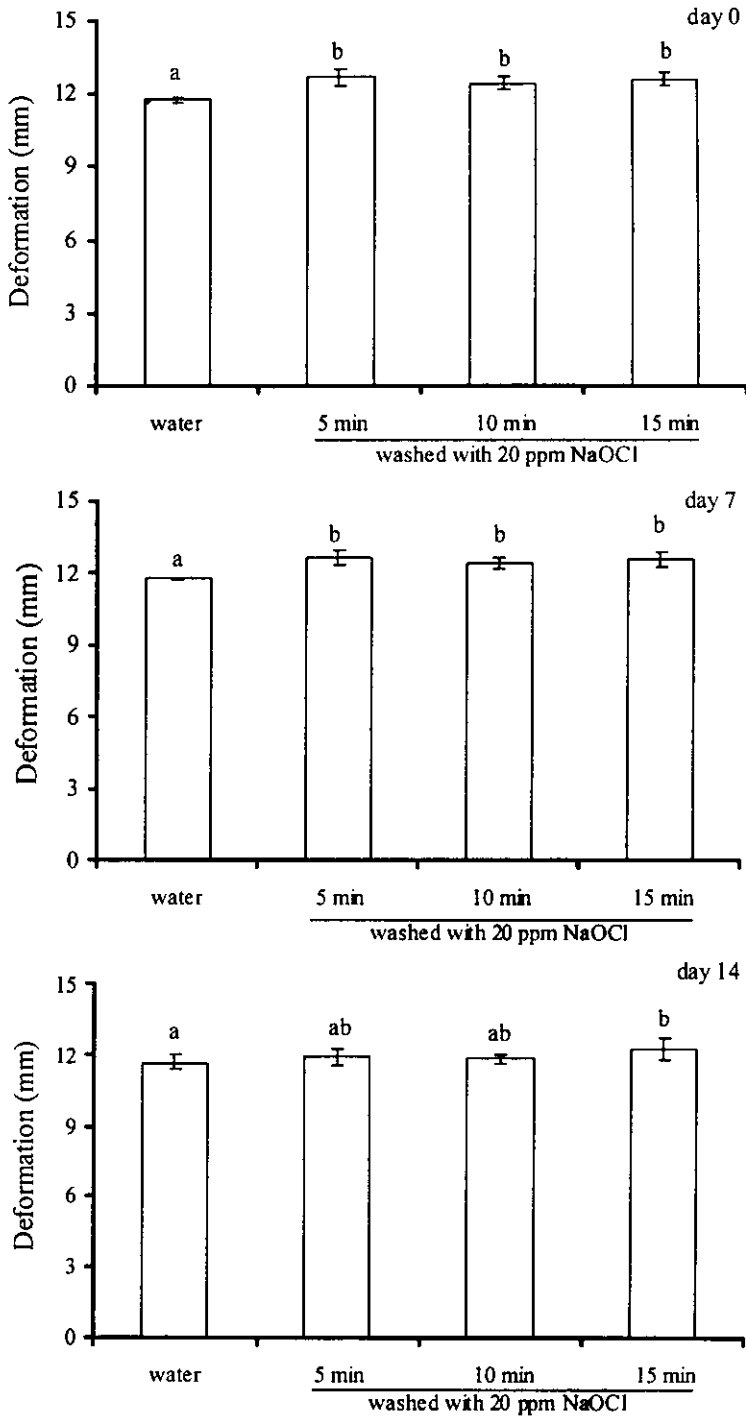 day 0
15
a
b
b
b
12
9
6
3
0
Deformation (mm)
water
5 min
10 min
15 min
washed with 20 ppm NaOCl
day 7
15
a
b
b
b
12
9
6
3
0
Deformation (mm)
water
5 min
10 min
15 min
washed with 20 ppm NaOCl
day 14
15
a
ab
ab
b
12
9
6
3
0
Deformation (mm)
water
5 min
10 min
15 min
washed with 20 ppm NaOCl